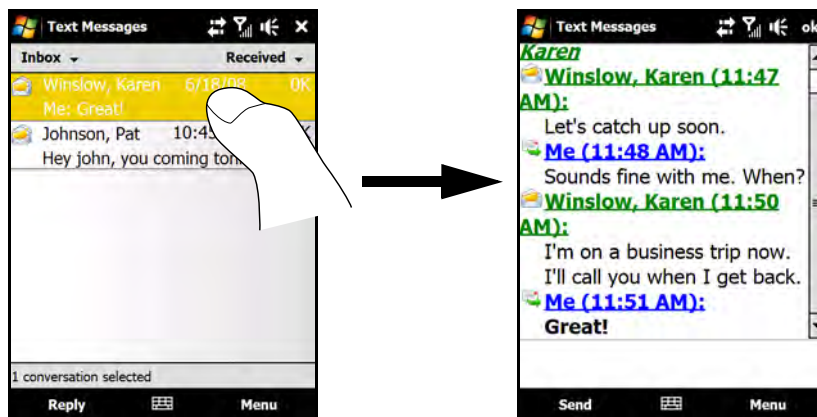 Text Messages
Inbox
Received
Winslow, Karen 6/18/08 0K
Me: Great!
Johnson, Pat 10:45
Hey john, you coming
1 conversation selected
Reply
Menu
Text Messages
ok
Karen
Winslow, Karen (11:47
AM):
Let's catch up soon.
Me (11:48 AM):
Sounds fine with me. When?
Winslow, Karen (11:50
AM):
I'm on a business trip now.
I'll call you when I get back.
Me (11:51 AM):
Great!
Send
Menu